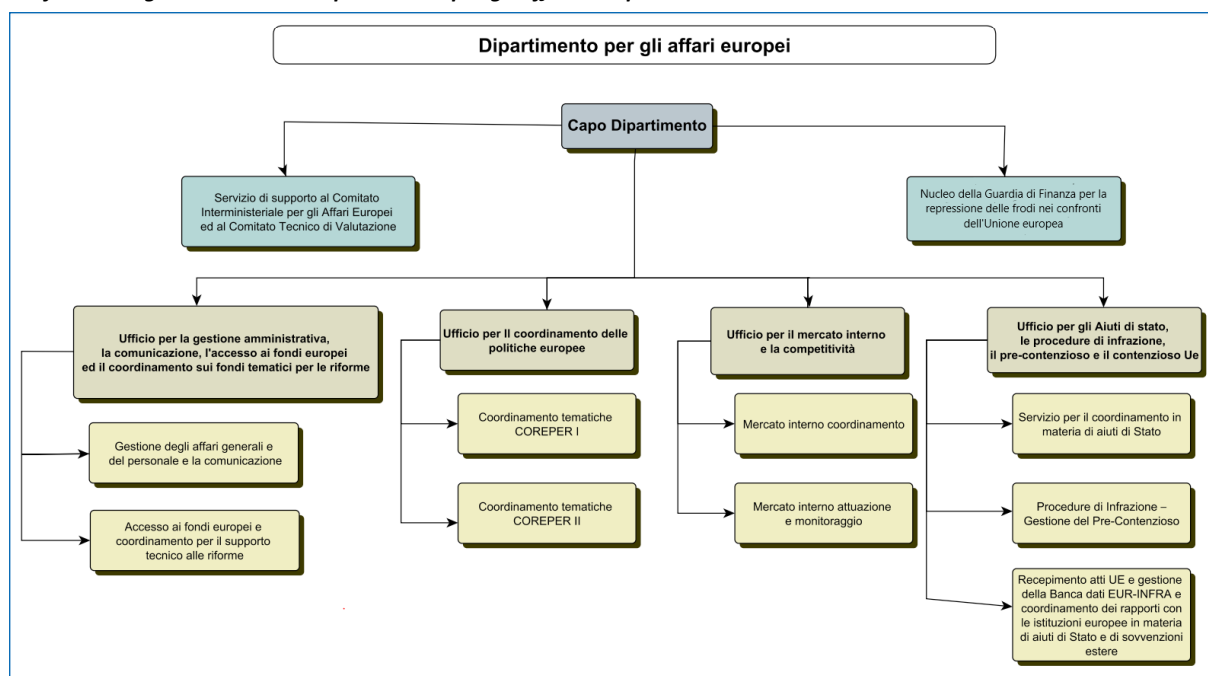 Dipartimento per gli affari europei
Capo Dipartimento
Servizio di supporto al Comitato
Interministeriale per gli Affari Europei
ed al Comitato Tecnico di Valutazione
Nucleo della Guardia di Finanza per la
repressione delle frodi nei confronti
dell'Unione europea
Ufficio per la gestione amministrativa,
la comunicazione, l'accesso ai fondi europei
ed il coordinamento sui fondi tematici per le riforme
Gestione degli affari generali e
del personale e la comunicazione
Accesso ai fondi europei e
coordinamento per il supporto
tecnico alle riforme
Ufficio per Il coordinamento delle
politiche europee
Coordinamento tematiche
COREPER I
Coordinamento tematiche
COREPER II
Ufficio per il mercato interno
e la competitività
Mercato interno coordinamento
Mercato interno attuazione
e monitoraggio
Ufficio per gli Aiuti di stato,
le procedure di infrazione,
il pre-contenzioso e il contenzioso Ue
Servizio per il coordinamento in
materia di aiuti di Stato
Procedure di Infrazione –
Gestione del Pre-Contenzioso
Recepimento atti UE e gestione
della Banca dati EUR-INFRA e
coordinamento dei rapporti con
le istituzioni europee in materia
di aiuti di Stato e di sovvenzioni
estere